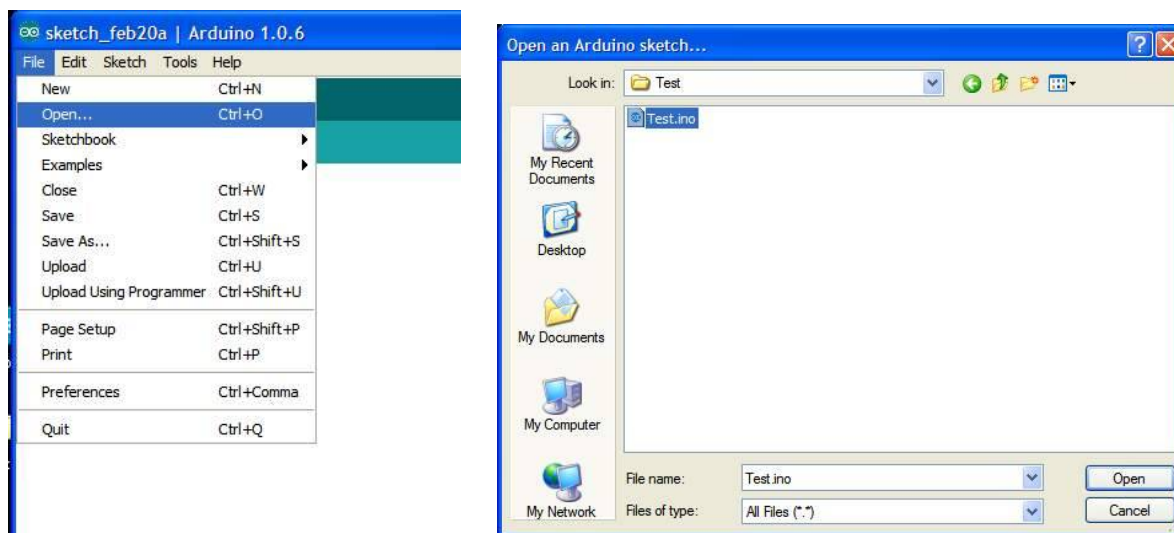 sketch_feb20a | Arduino 1.0.6
File Edit Sketch Tools Help
New Ctrl+N
Open... Ctrl+O
Sketchbook
Examples
Close Ctrl+W
Save Ctrl+S
Save As... Ctrl+Shift+S
Upload Ctrl+U
Upload Using Programmer Ctrl+Shift+U
Page Setup Ctrl+Shift+P
Print Ctrl+P
Preferences Ctrl+Comma
Quit Ctrl+Q
Open an Arduino sketch...
Look in: Test
Test.ino
My Recent
Documents
Desktop
My Documents
My Computer
My Network
File name: Test.ino Open
Files of type: All Files (*.*) Cancel